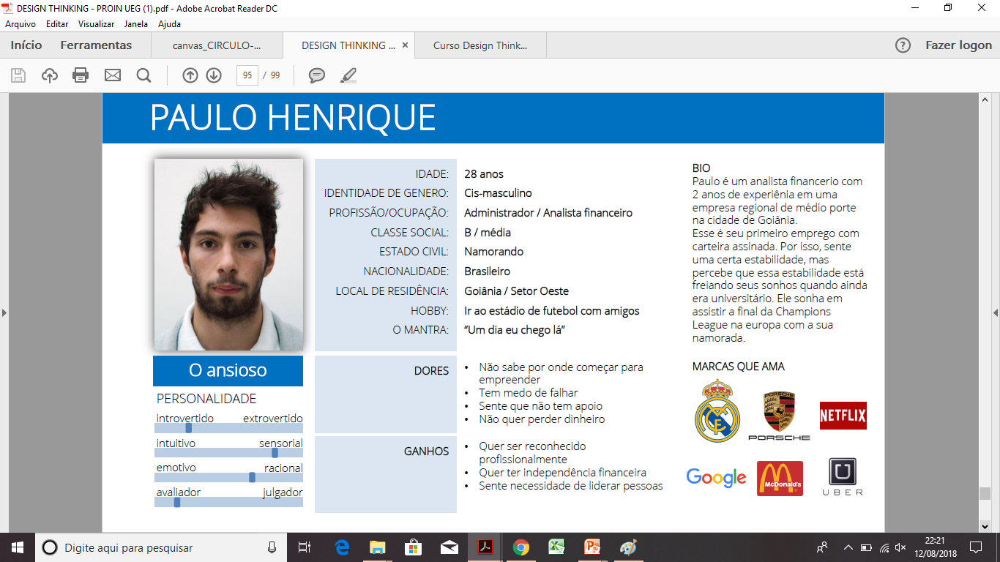 DESIGN THINKING - PROIN UEG (1).pdf - Adobe Acrobat Reader DC
Arquivo Editar Visualizar Janela Ajuda
Início Ferramentas canvas_CIRCULO-... DESIGN THINKING ... Curso Design Think... Fazer logon
95 / 99
PAULO HENRIQUE
IDADE: 28 anos
IDENTIDADE DE GENERO: Cis-masculino
PROFISSÃO/OCUPAÇÃO: Administrador / Analista financeiro
CLASSE SOCIAL: B / média
ESTADO CIVIL: Namorando
NACIONALIDADE: Brasileiro
LOCAL DE RESIDÊNCIA: Goiânia / Setor Oeste
HOBBY: Ir ao estádio de futebol com amigos
O MANTRA: “Um dia eu chego lá”
BIO
Paulo é um analista financerio com
2 anos de experiênia em uma
empresa regional de médio porte
na cidade de Goiânia.
Esse é seu primeiro emprego com
carteira assinada. Por isso, sente
uma certa estabilidade, mas
percebe que essa estabilidade está
freiando seus sonhos quando ainda
era universitário. Ele sonha em
assistir a final da Champions
League na europa com a sua
namorada.
O ansioso
PERSONALIDADE
introvertido extrovertido
intuitivo sensorial
emotivo racional
avaliador julgador
DORES
• Não sabe por onde começar para
empreender
• Tem medo de falhar
• Sente que não tem apoio
• Não quer perder dinheiro
GANHOS
• Quer ser reconhecido
profissionalmente
• Quer ter independência financeira
• Sente necessidade de liderar pessoas
MARCAS QUE AMA
PORSCHE
PORSCHE
NETFLIX
Google
McDonald's
UBER
Digite aqui para pesquisar
22:21
12/08/2018